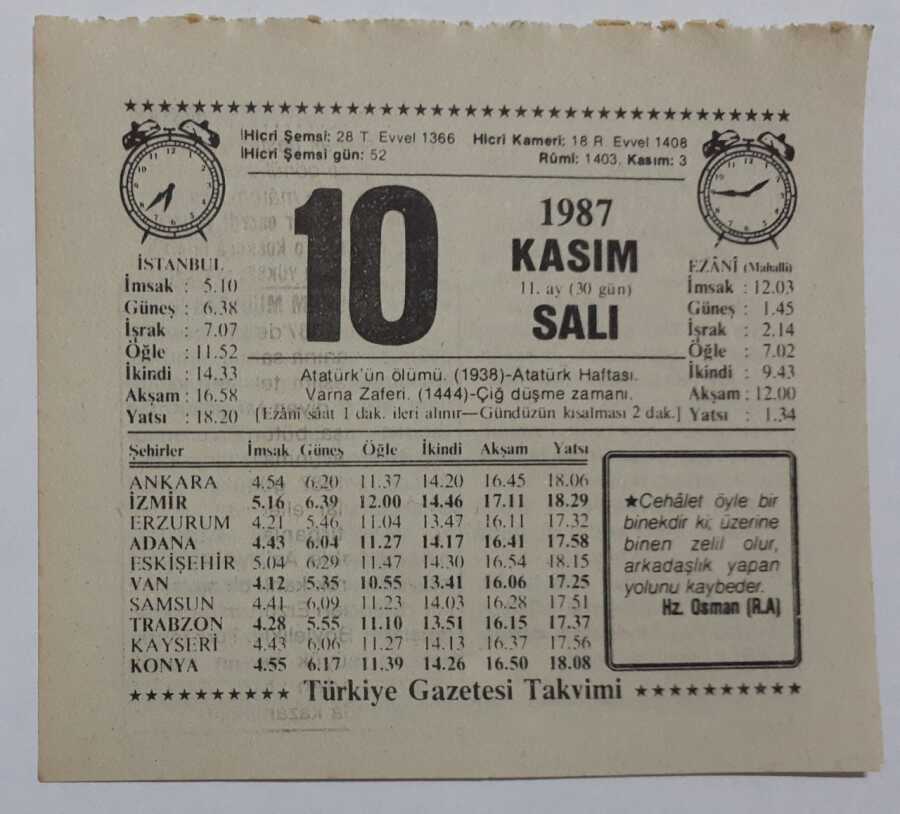 Hicri Şemsi: 28 T. Evvel 1366 Hicri Kameri: 18 R. Evvel 1408
Hicri Şemsi gün: 52 Rûmi: 1403, Kasım: 3
10
1987
KASIM
11. ay (30 gün)
SALI
İSTANBUL
İmsak : 5.10
Güneş : 6.38
İşrak : 7.07
Öğle : 11.52
İkindi : 14.33
Akşam : 16.58
Yatsı : 18.20
EZÂNİ (Mahalli)
İmsak : 12.03
Güneş : 1.45
İşrak : 2.14
Öğle : 7.02
İkindi : 9.43
Akşam : 12.00
Yatsı : 1.34
Atatürk'ün ölümü. (1938)-Atatürk Haftası.
Varna Zaferi. (1444)-Çiğ düşme zamanı.
[Ezâni saat 1 dak. ileri alınır—Gündüzün kısalması 2 dak.]
Şehirler İmsak Güneş Öğle İkindi Akşam Yatsı
ANKARA 4.54 6.20 11.37 14.20 16.45 18.06
İZMİR 5.16 6.39 12.00 14.46 17.11 18.29
ERZURUM 4.21 5.46 11.04 13.47 16.11 17.32
ADANA 4.43 6.04 11.27 14.17 16.41 17.58
ESKİŞEHİR 5.04 6.29 11.47 14.30 16.54 18.15
VAN 4.12 5.35 10.55 13.41 16.06 17.25
SAMSUN 4.41 6.09 11.23 14.03 16.28 17.51
TRABZON 4.28 5.55 11.10 13.51 16.15 17.37
KAYSERİ 4.43 6.06 11.27 14.13 16.37 17.56
KONYA 4.55 6.17 11.39 14.26 16.50 18.08
★Cehâlet öyle bir
binekdir ki; üzerine
binen zelil olur,
arkadaşlık yapan
yolunu kaybeder.
Hz. Osman (R.A)
Türkiye Gazetesi Takvimi